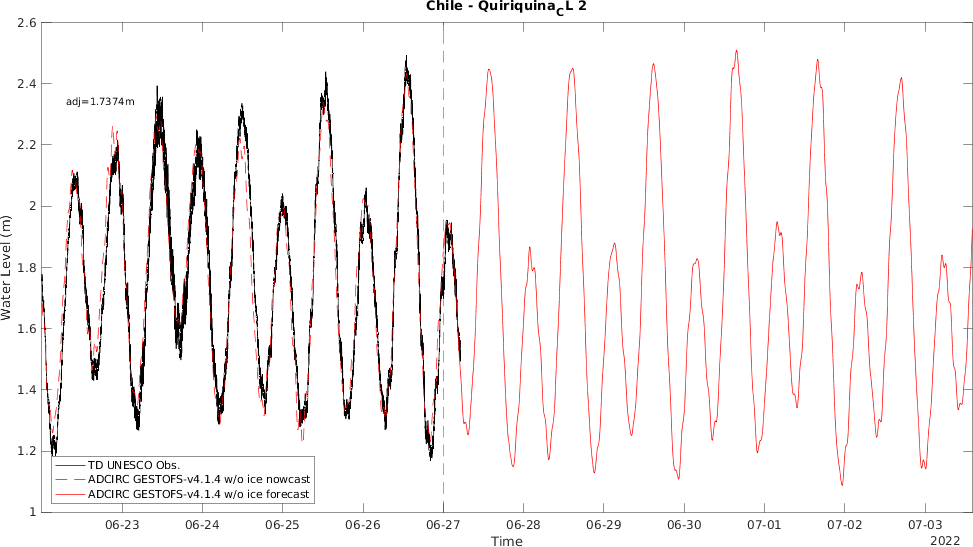 Chile - Quiriquina_CL 2
2.6
2.4
adj=1.7374m
2.2
2
1.8
Water Level (m)
1.6
1.4
1.2
TD UNESCO Obs.
ADCIRC GESTOFS-v4.1.4 w/o ice nowcast
ADCIRC GESTOFS-v4.1.4 w/o ice forecast
1
06-23 06-24 06-25 06-26 06-27 06-28 06-29 06-30 07-01 07-02 07-03
Time
2022